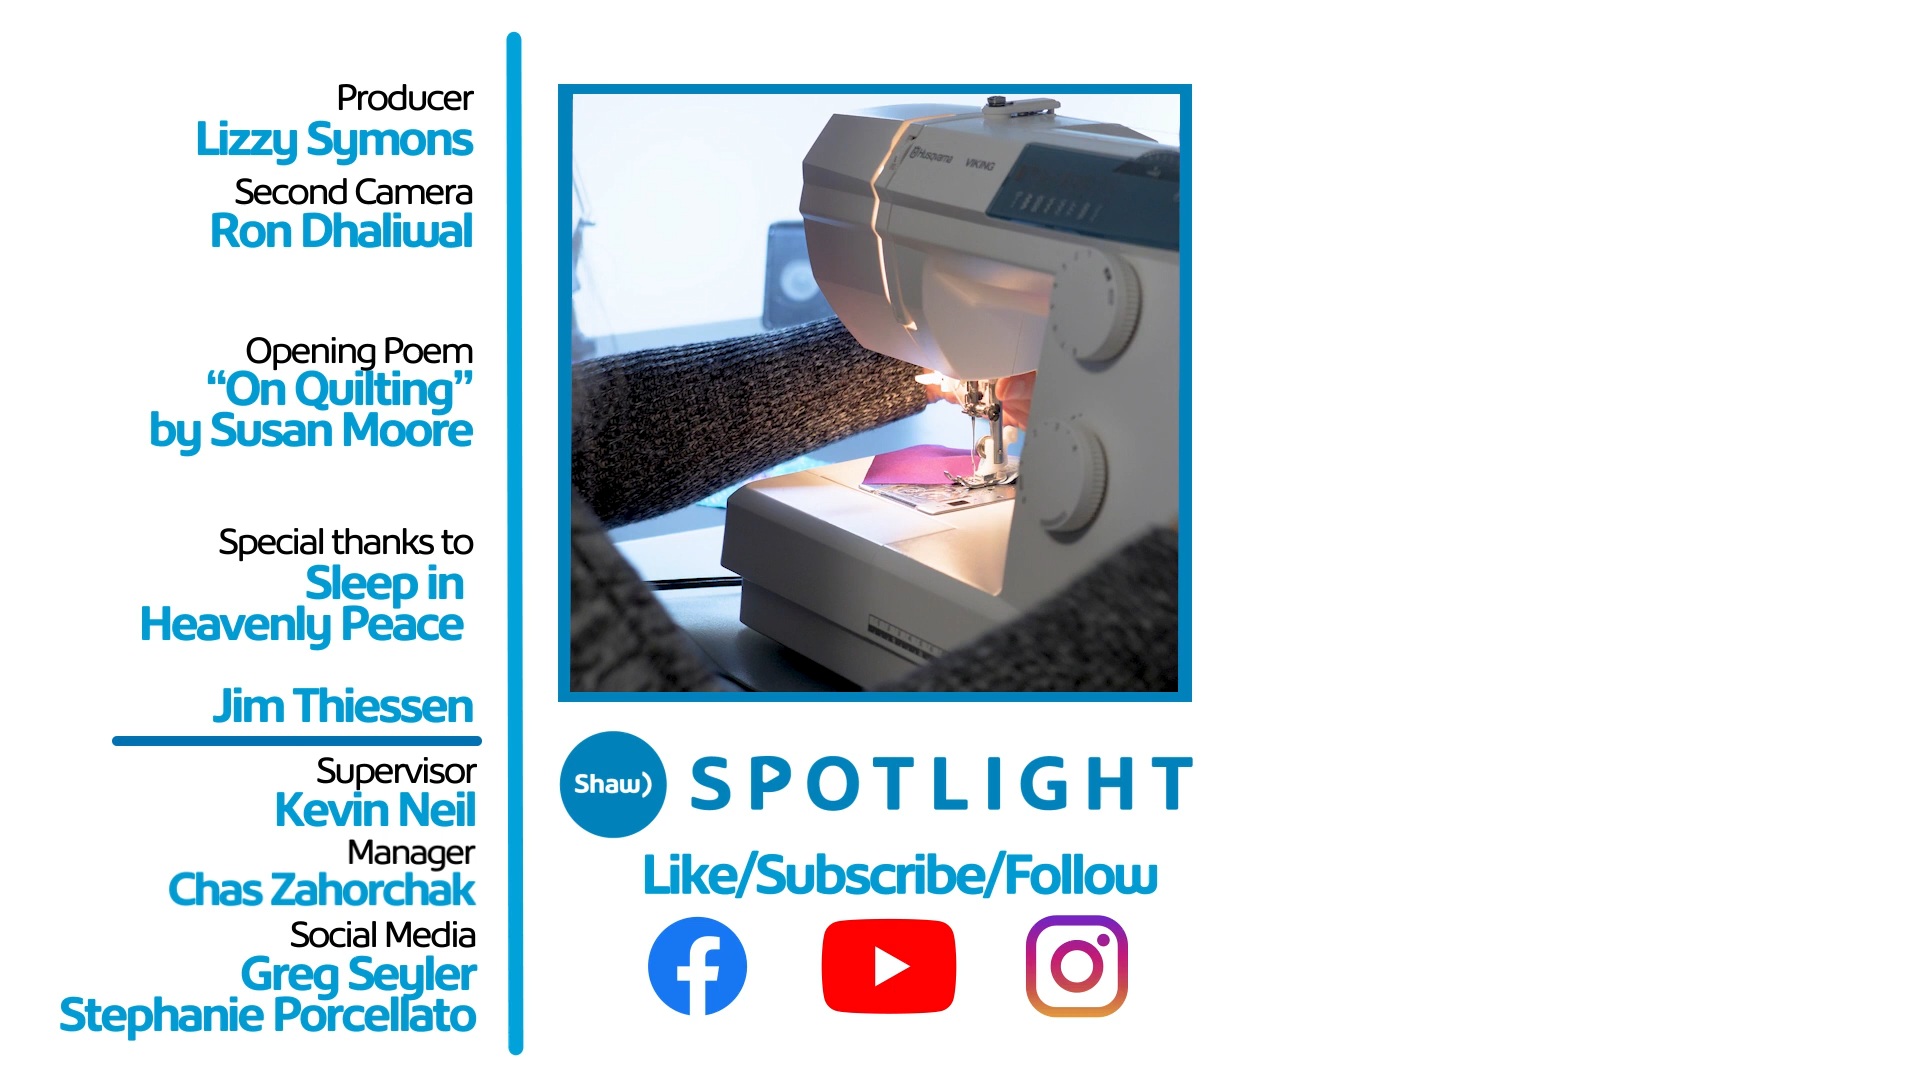 Producer
Lizzy Symons
Second Camera
Ron Dhaliwal
Opening Poem
“On Quilting”
by Susan Moore
Special thanks to
Sleep in
Heavenly Peace
Jim Thiessen
Supervisor
Kevin Neil
Manager
Chas Zahorchak
Social Media
Greg Seyler
Stephanie Porcellato
Husqvarna VIKING
Shaw) SPOTLIGHT
Like/Subscribe/Follow